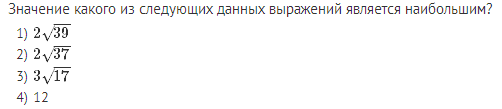 Значение какого из следующих данных выражений является наибольшим?
1) 2√39
2) 2√37
3) 3√17
4) 12